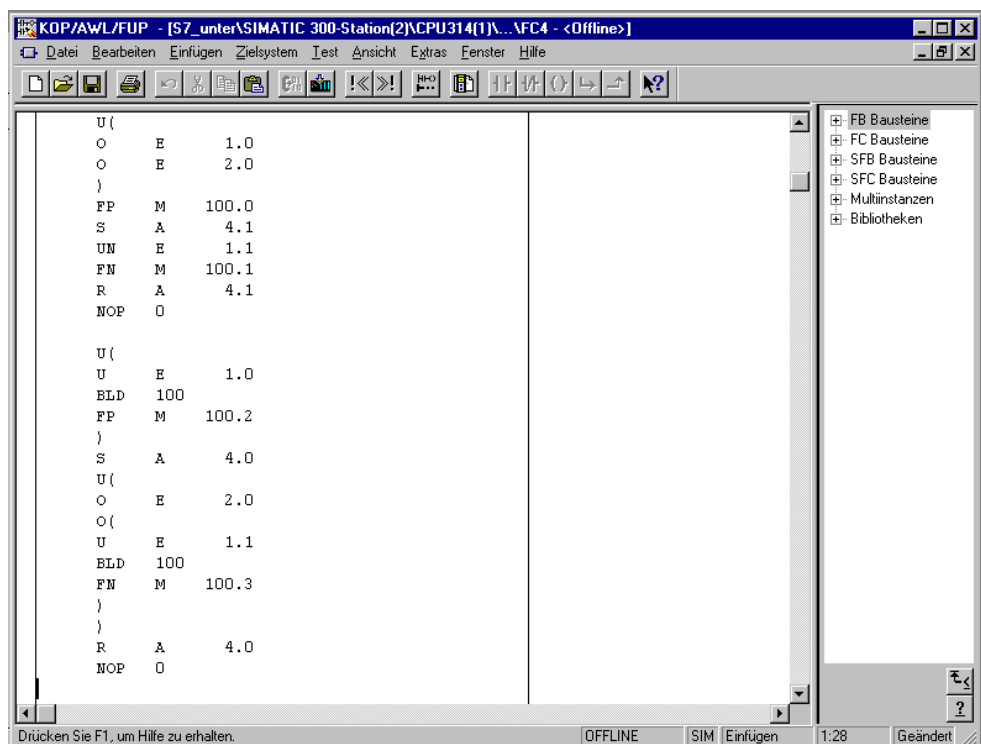 KOP/AWL/FUP - [S7_unter\SIMATIC 300-Station(2)\CPU314(1)\...\FC4 - <Offline>]
Datei Bearbeiten Einfügen Zielsystem Test Ansicht Extras Fenster Hilfe
U(
O E 1.0
O E 2.0
)
FP M 100.0
S A 4.1
UN E 1.1
FN M 100.1
R A 4.1
NOP 0
U(
U E 1.0
BLD 100
FP M 100.2
)
S A 4.0
U(
O E 2.0
O(
U E 1.1
BLD 100
FN M 100.3
)
)
R A 4.0
NOP 0
FB Bausteine
FC Bausteine
SFB Bausteine
SFC Bausteine
Multiinstanzen
Bibliotheken
Drücken Sie F1, um Hilfe zu erhalten. OFFLINE SIM Einfügen 1:28 Geändert